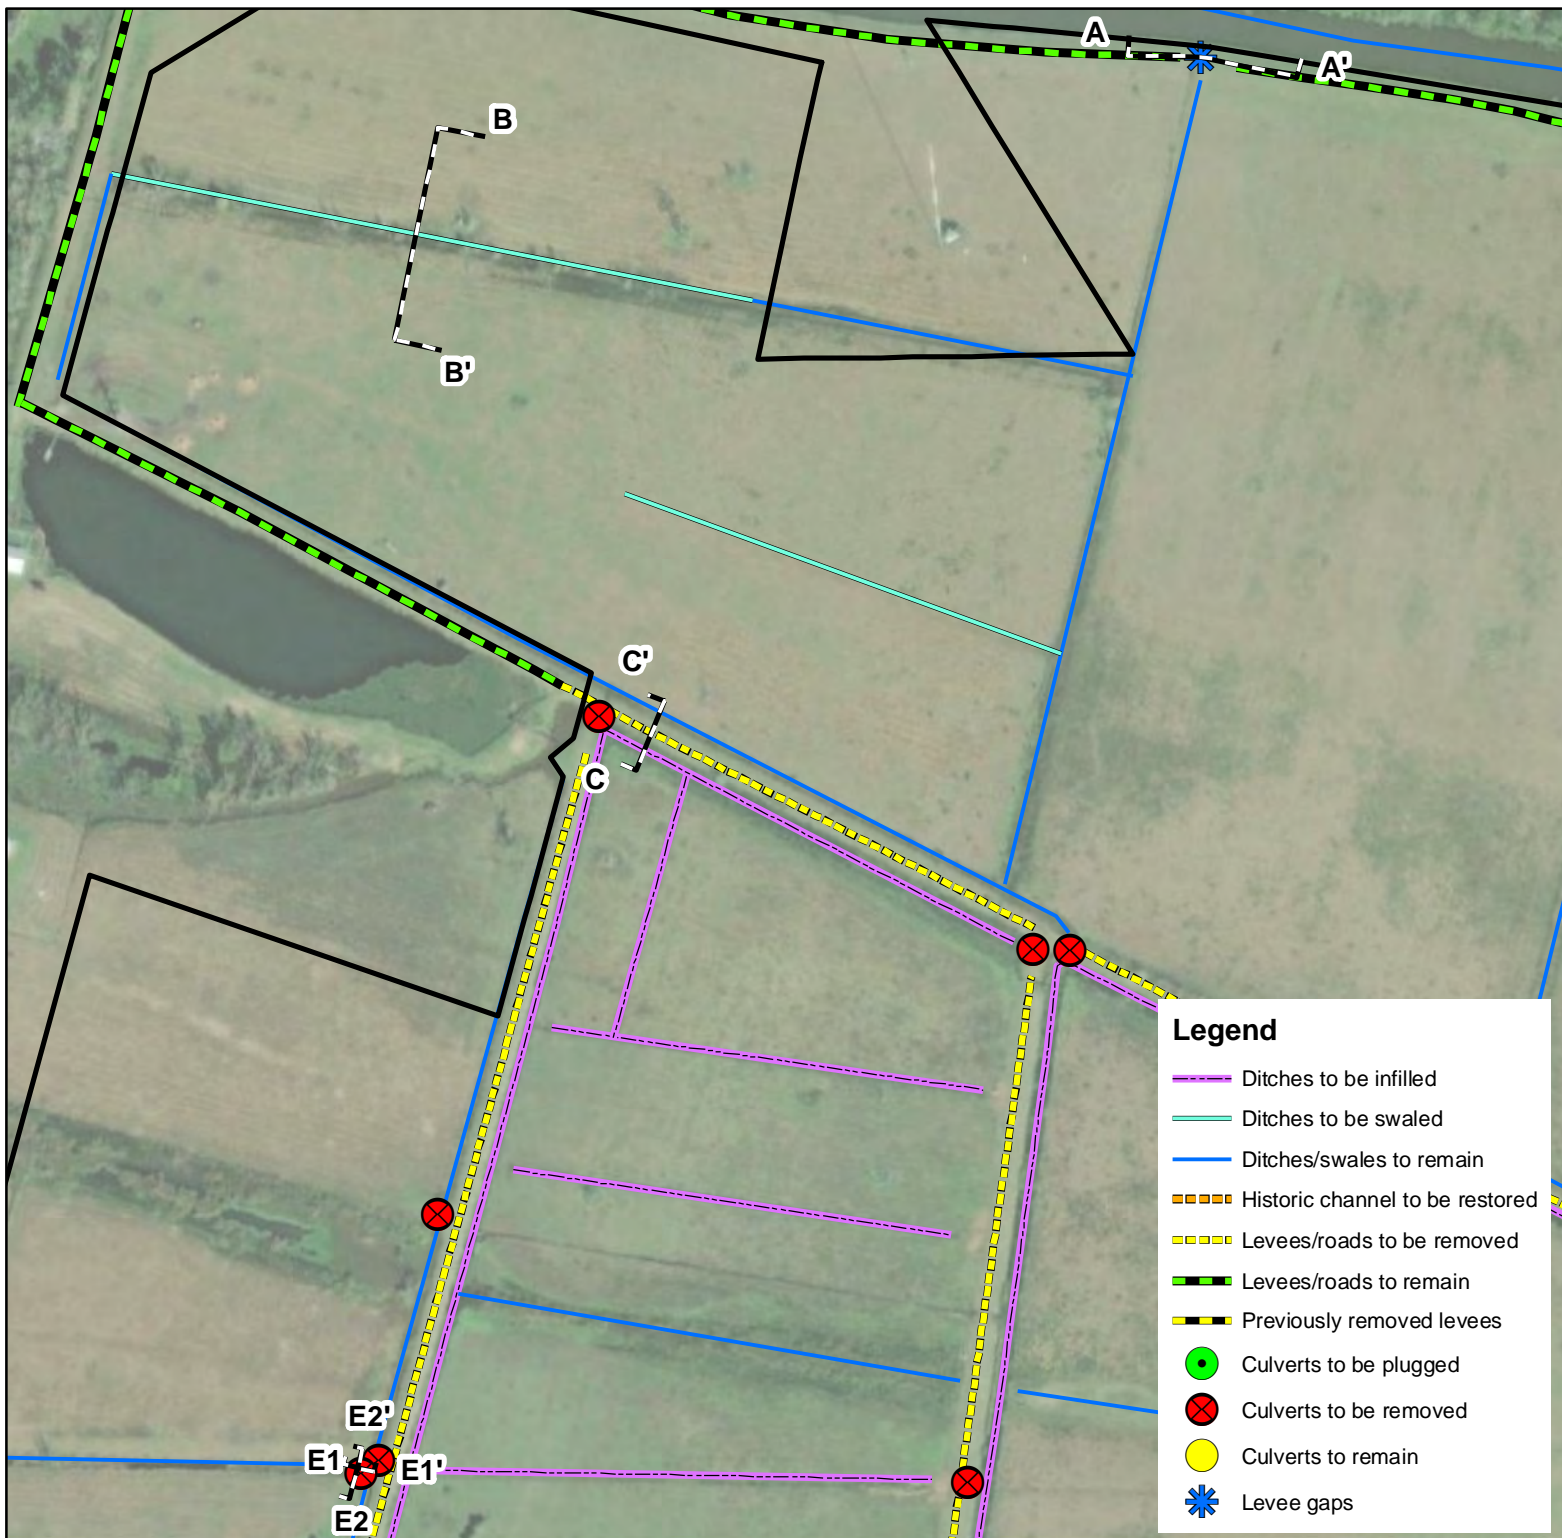 A
A'
B
B'
C'
C
E2'
E1
E1'
E2
Legend
Ditches to be infilled
Ditches to be swaled
Ditches/swales to remain
Historic channel to be restored
Levees/roads to be removed
Levees/roads to remain
Previously removed levees
Culverts to be plugged
Culverts to be removed
Culverts to remain
Levee gaps